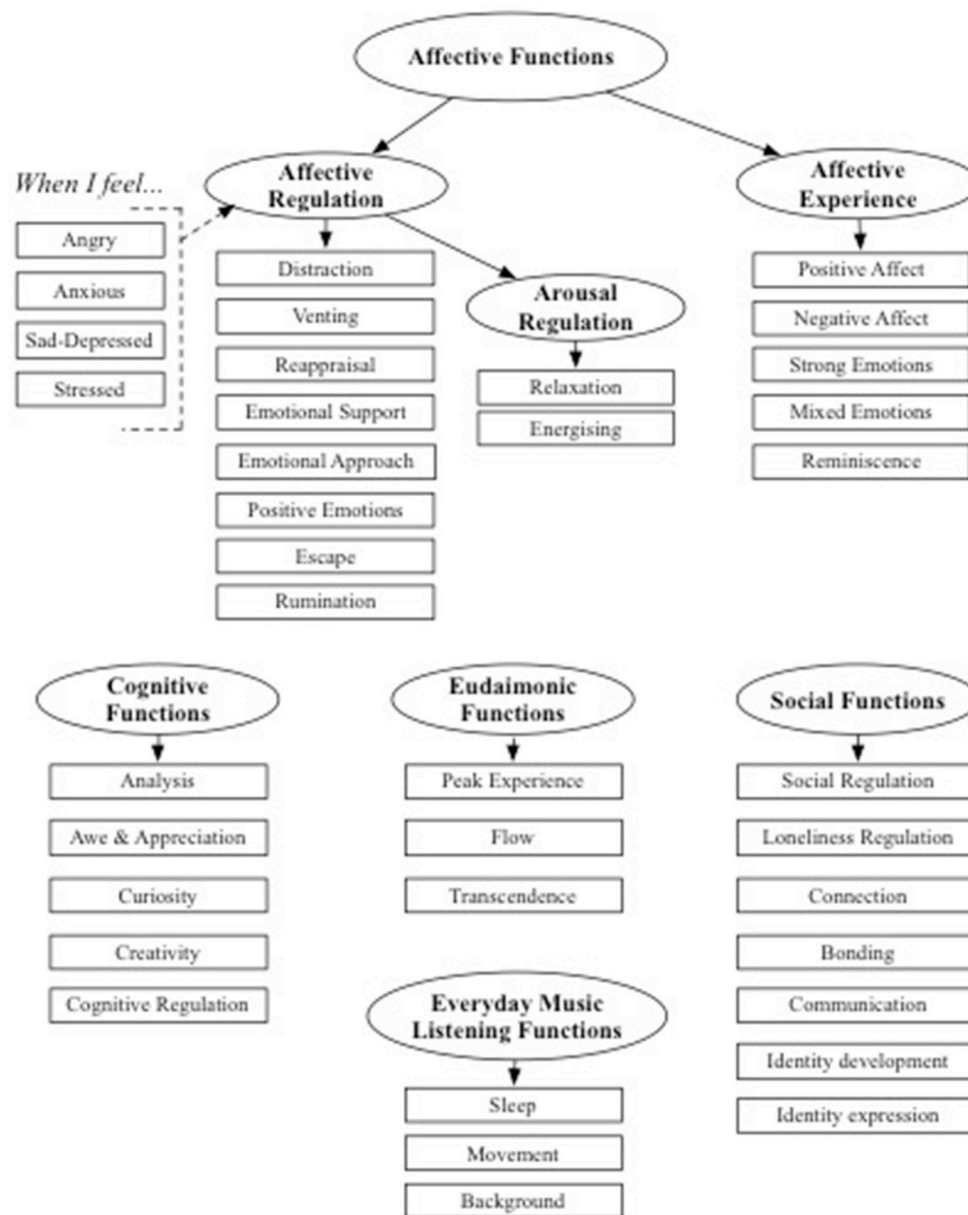 Affective Functions
When I feel...
Angry
Anxious
Sad-Depressed
Stressed
Affective
Regulation
Distraction
Venting
Reappraisal
Emotional Support
Emotional Approach
Positive Emotions
Escape
Rumination
Arousal
Regulation
Relaxation
Energising
Affective
Experience
Positive Affect
Negative Affect
Strong Emotions
Mixed Emotions
Reminiscence
Cognitive
Functions
Analysis
Awe & Appreciation
Curiosity
Creativity
Cognitive Regulation
Eudaimonic
Functions
Peak Experience
Flow
Transcendence
Everyday Music
Listening Functions
Sleep
Movement
Background
Social Functions
Social Regulation
Loneliness Regulation
Connection
Bonding
Communication
Identity development
Identity expression